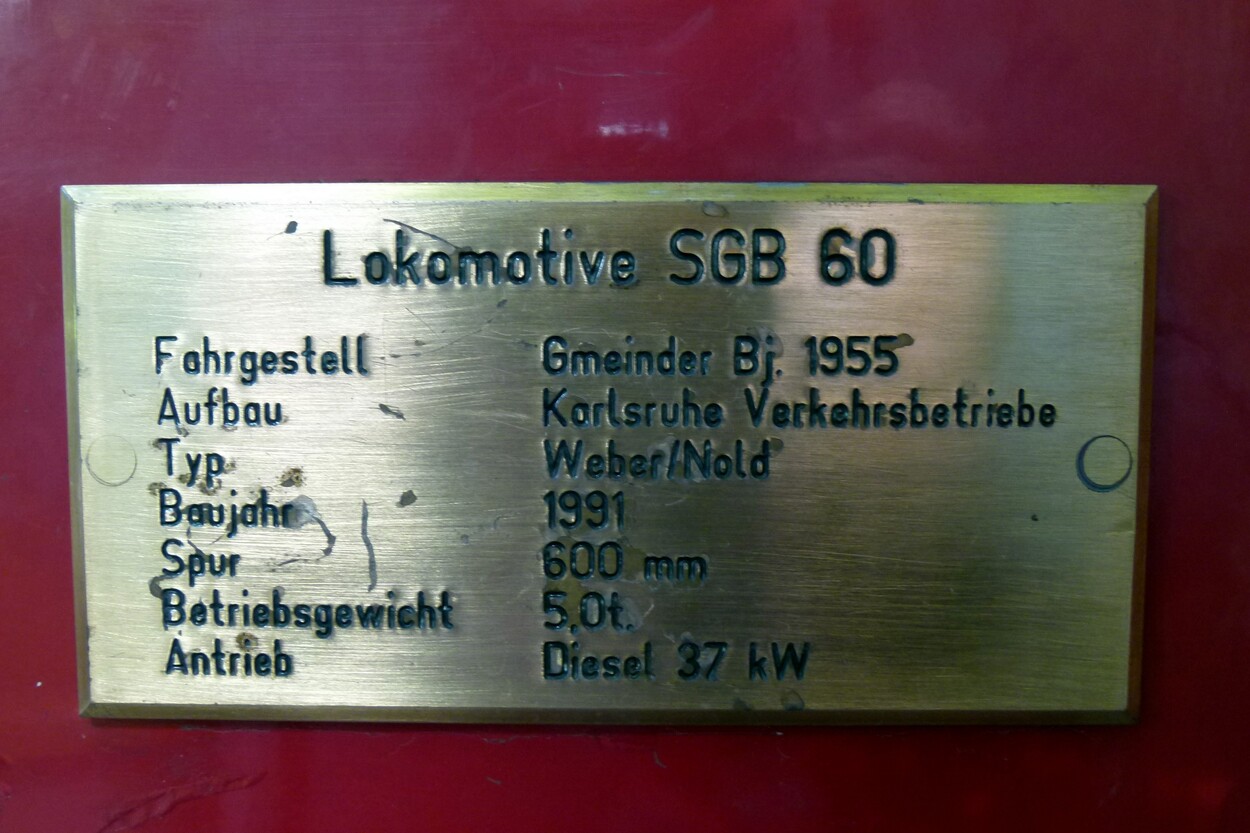 Lokomotive SGB 60
Fahrgestell Gmeinder Bj. 1955
Aufbau Karlsruhe Verkehrsbetriebe
Typ Weber/Nold
Baujahr 1991
Spur 600 mm
Betriebsgewicht 5,0t.
Antrieb Diesel 37 kW